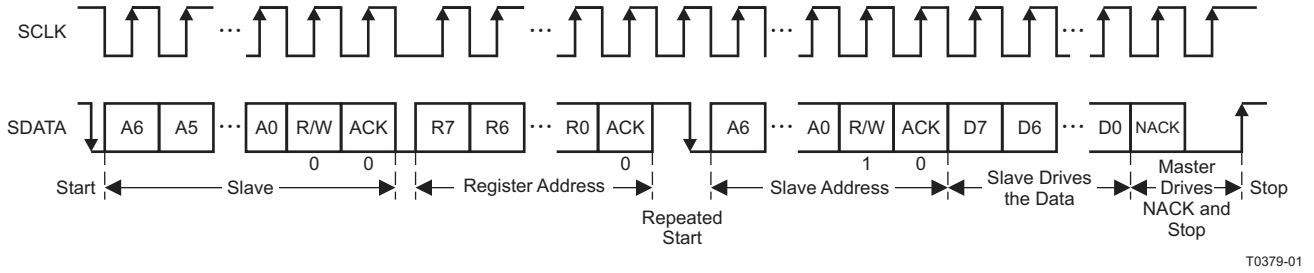 SCLK ... ... ... ...
SDATA A6 A5 ... A0 R/W ACK R7 R6 ... R0 ACK A6 ... A0 R/W ACK D7 D6 ... D0 NACK
0 0 0 1 0
Start Slave Register Address Repeated Start Slave Address Slave Drives the Data Master Drives NACK and Stop Stop
T0379-01